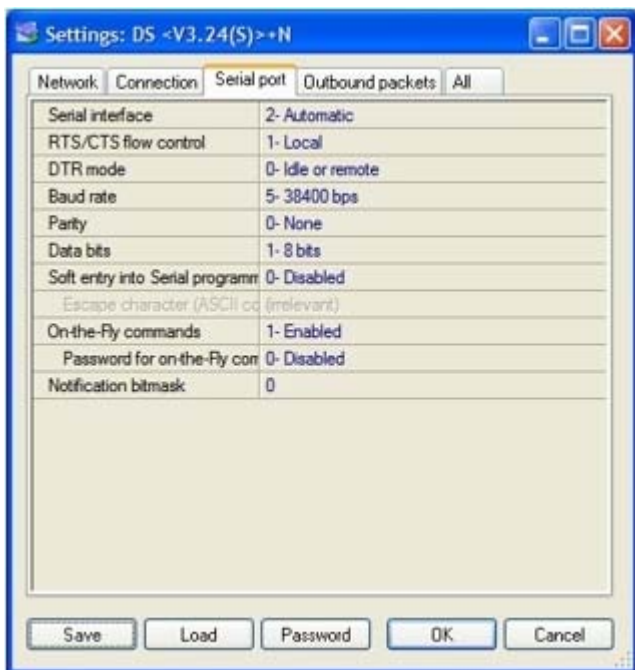 Settings: DS <V3.24(S)>+N
Network Connection Serial port Outbound packets All
Serial interface 2- Automatic
RTS/CTS flow control 1- Local
DTR mode 0- Idle or remote
Baud rate 5- 38400 bps
Parity 0- None
Data bits 1- 8 bits
Soft entry into Serial programm 0- Disabled
Escape character (ASCII co (irrelevant)
On-the-Fly commands 1- Enabled
Password for on-the-Fly com 0- Disabled
Notification bitmask 0
Save Load Password OK Cancel